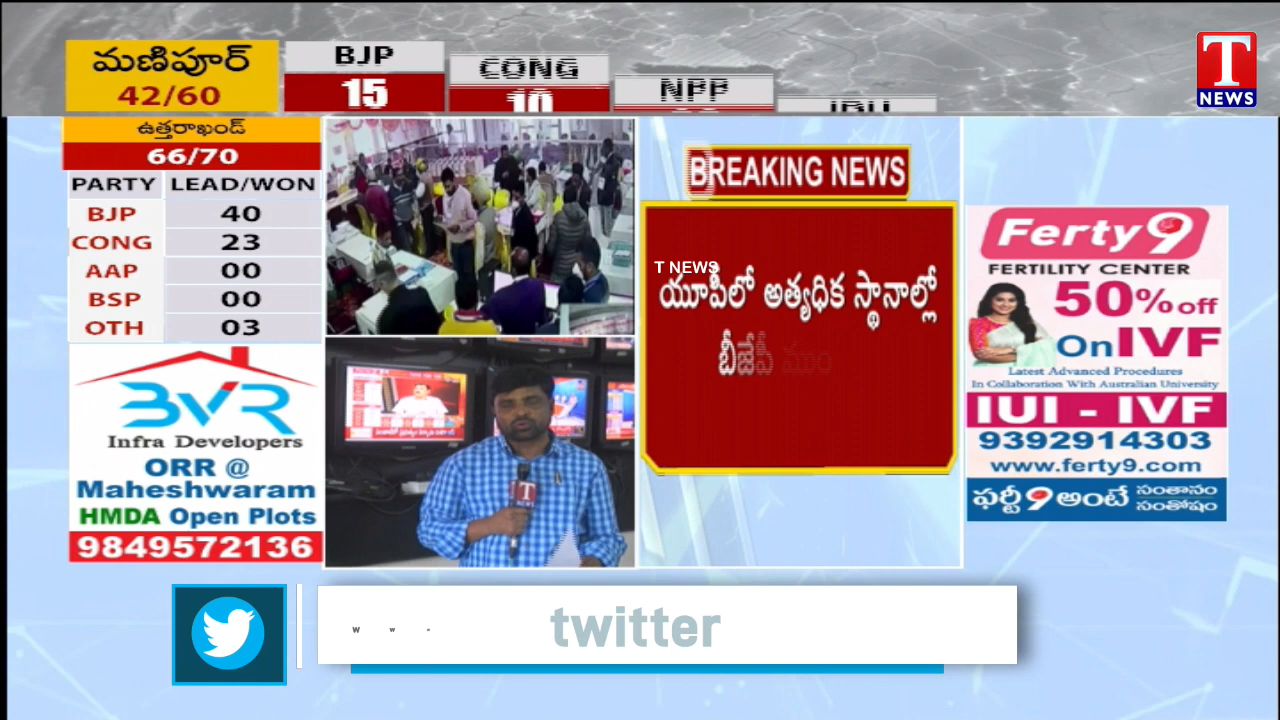 మణిపూర్
42/60
BJP
15
CONG
10
NPP
T
NEWS
ఉత్తరాఖండ్
66/70
PARTY LEAD/WON
BJP 40
CONG 23
AAP 00
BSP 00
OTH 03
BREAKING NEWS
T NEWS
యూపీలో అత్యధిక స్థానాల్లో
బీజేపీ
BVR
Infra Developers
ORR @
Maheshwaram
HMDA Open Plots
9849572136
T
NEWS
Ferty9
FERTILITY CENTER
50% off
On IVF
Latest Advanced Procedures
In Collaboration With Australian University
IUI - IVF
9392914303
www.ferty9.com
ఫర్టీ9 అంటే సంతానం
సంతోషం
twitter